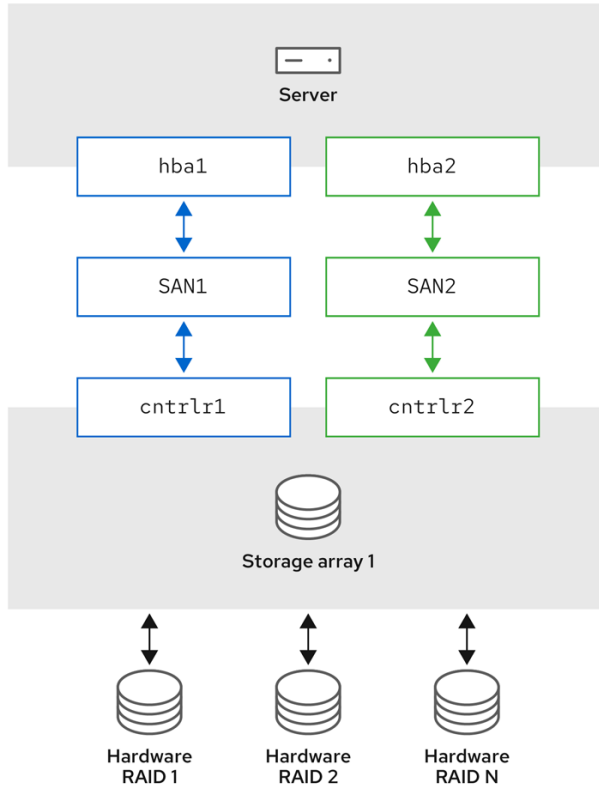 Server
hba1
hba2
SAN1
SAN2
cntrlr1
cntrlr2
Storage array 1
Hardware
RAID 1
Hardware
RAID 2
Hardware
RAID N